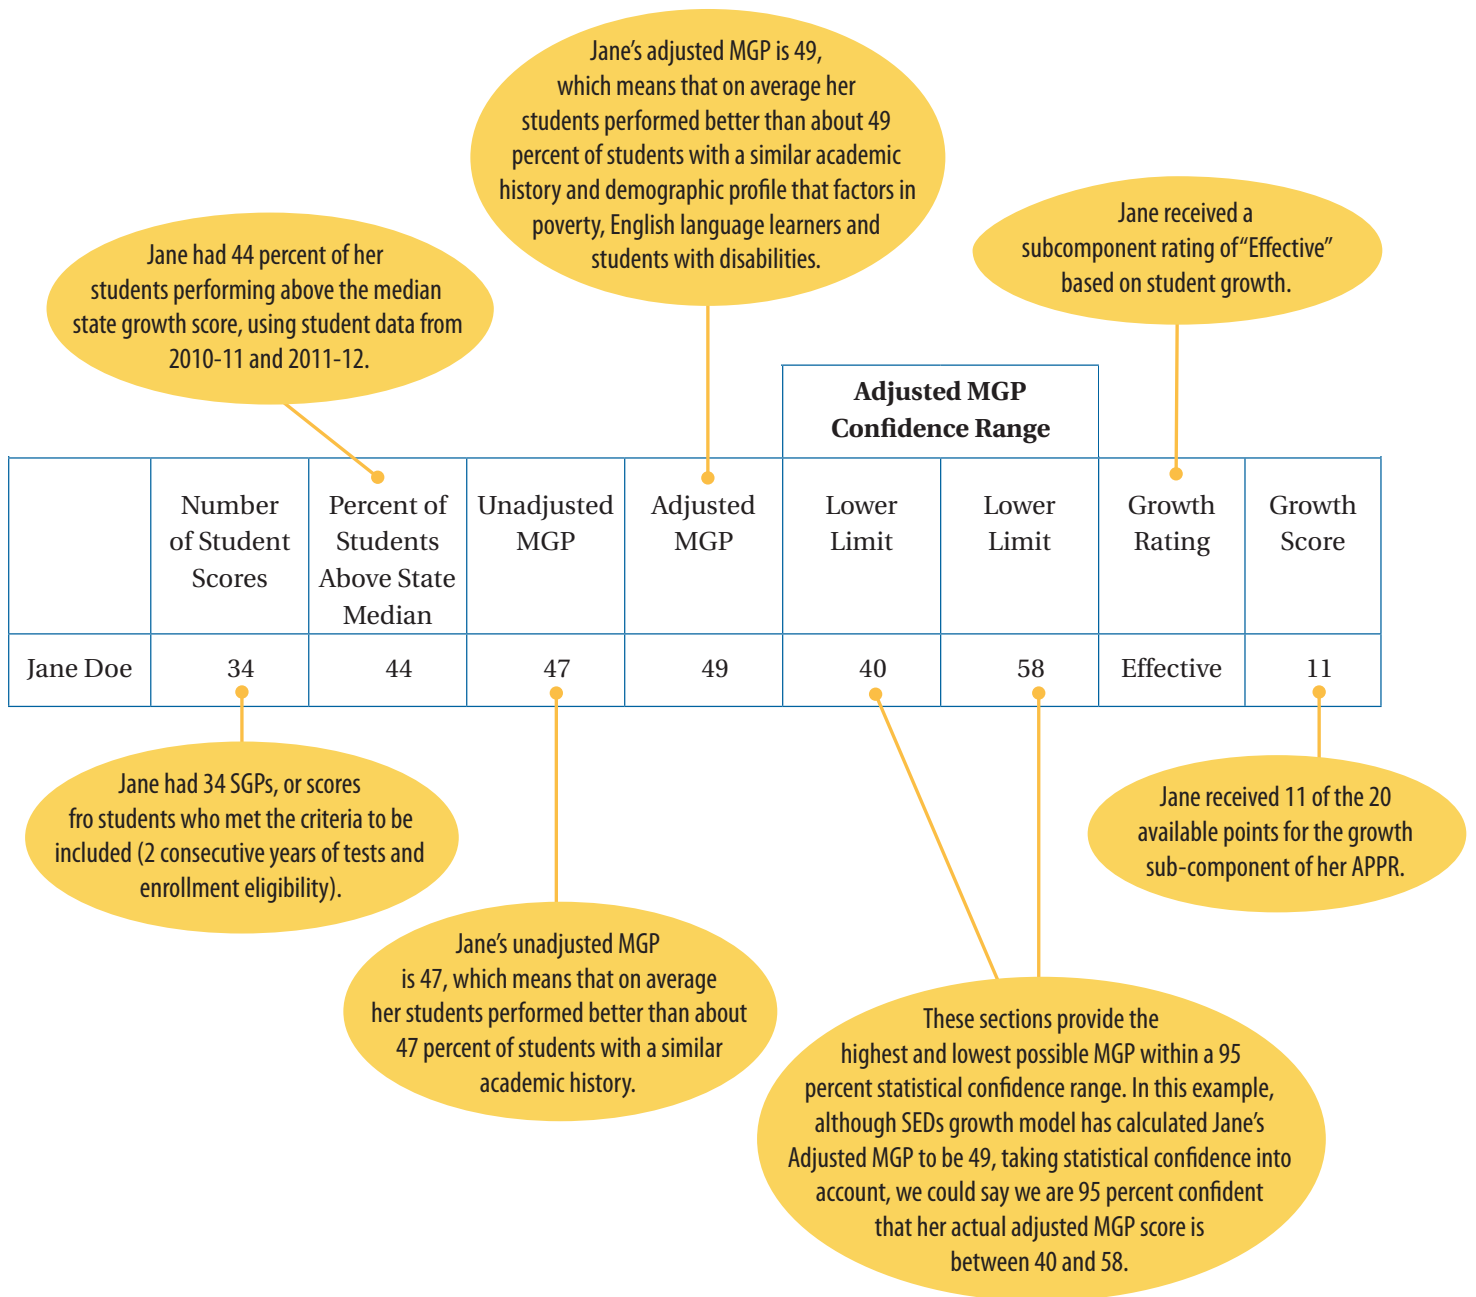 Jane's adjusted MGP is 49,
which means that on average her
students performed better than about 49
percent of students with a similar academic
history and demographic profile that factors in
poverty, English language learners and
students with disabilities.
Jane received a
subcomponent rating of "Effective"
based on student growth.
Jane had 44 percent of her
students performing above the median
state growth score, using student data from
2010-11 and 2011-12.
Adjusted MGP
Confidence Range
Number
of Student
Scores
Percent of
Students
Above State
Median
Unadjusted
MGP
Adjusted
MGP
Lower
Limit
Lower
Limit
Growth
Rating
Growth
Score
Jane Doe 34 44 47 49 40 58 Effective 11
Jane had 34 SGPs, or scores
fro students who met the criteria to be
included (2 consecutive years of tests and
enrollment eligibility).
Jane received 11 of the 20
available points for the growth
sub-component of her APPR.
Jane's unadjusted MGP
is 47, which means that on average
her students performed better than about
47 percent of students with a similar
academic history.
These sections provide the
highest and lowest possible MGP within a 95
percent statistical confidence range. In this example,
although SEDs growth model has calculated Jane's
Adjusted MGP to be 49, taking statistical confidence into
account, we could say we are 95 percent confident
that her actual adjusted MGP score is
between 40 and 58.